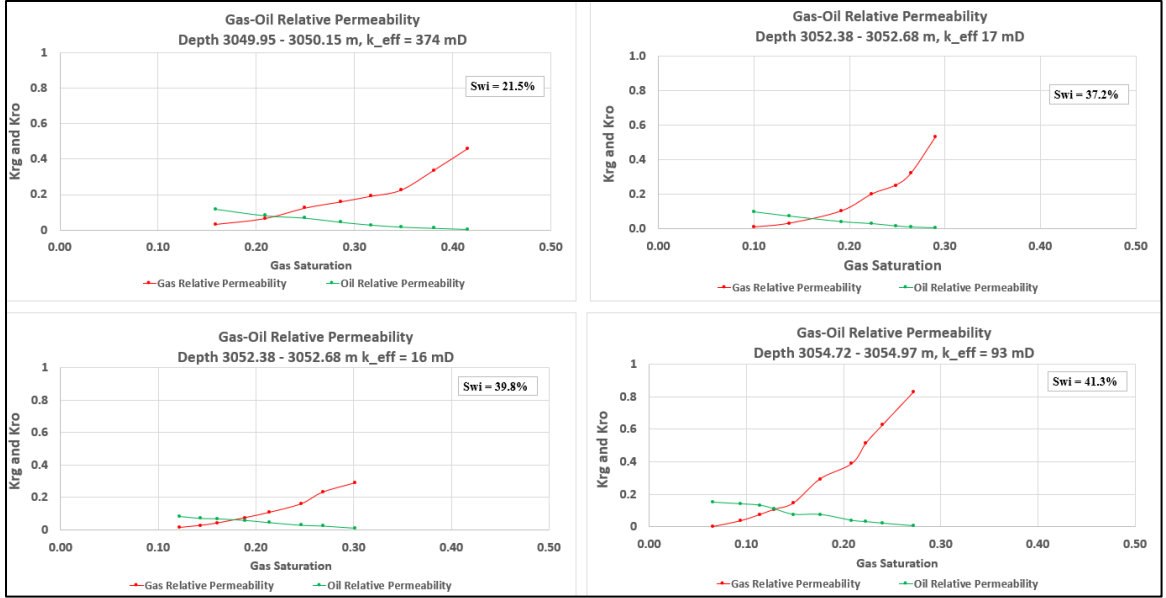 Gas-Oil Relative Permeability
Depth 3049.95 - 3050.15 m, k_eff = 374 mD
Swi = 21.5%
Krg and Kro
1
0.8
0.6
0.4
0.2
0
0.00 0.10 0.20 0.30 0.40 0.50
Gas Saturation
Gas Relative Permeability Oil Relative Permeability
Gas-Oil Relative Permeability
Depth 3052.38 - 3052.68 m, k_eff 17 mD
Swi = 37.2%
Krg and Kro
1.0
0.8
0.6
0.4
0.2
0.0
0.00 0.10 0.20 0.30 0.40 0.50
Gas Saturation
Gas Relative Permeability Oil Relative Permeability
Gas-Oil Relative Permeability
Depth 3052.38 - 3052.68 m k_eff = 16 mD
Swi = 39.8%
Krg and Kro
1
0.8
0.6
0.4
0.2
0
0.00 0.10 0.20 0.30 0.40 0.50
Gas Saturation
Gas Relative Permeability Oil Relative Permeability
Gas-Oil Relative Permeability
Depth 3054.72 - 3054.97 m, k_eff = 93 mD
Swi = 41.3%
Krg and Kro
1
0.8
0.6
0.4
0.2
0
0.00 0.10 0.20 0.30 0.40 0.50
Gas Saturation
Gas Relative Permeability Oil Relative Permeability